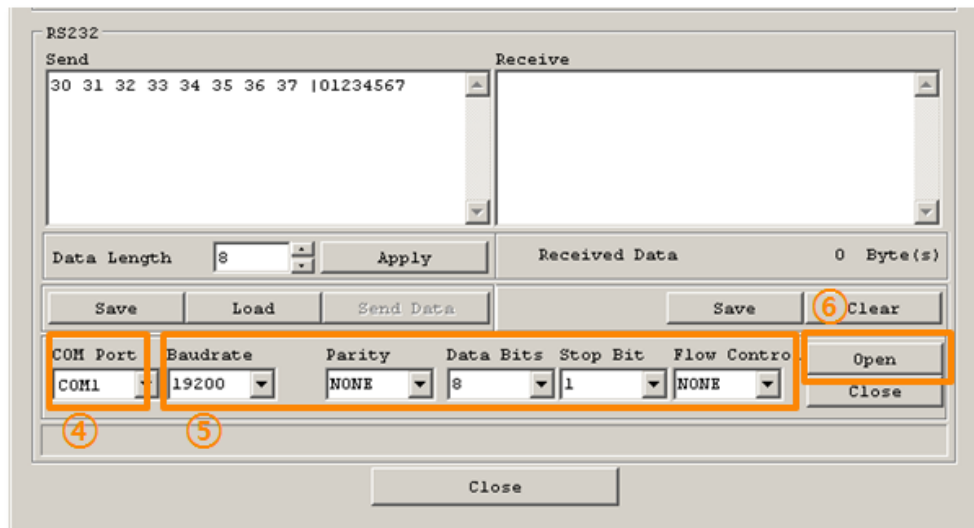 RS232
Send Receive
30 31 32 33 34 35 36 37 |01234567
Data Length 8 Apply Received Data 0 Byte(s)
Save Load Send Data Save ⑥ Clear
COM Port Baudrate Parity Data Bits Stop Bit Flow Contro Open
COM1 19200 NONE 8 1 NONE Close
④ ⑤
Close